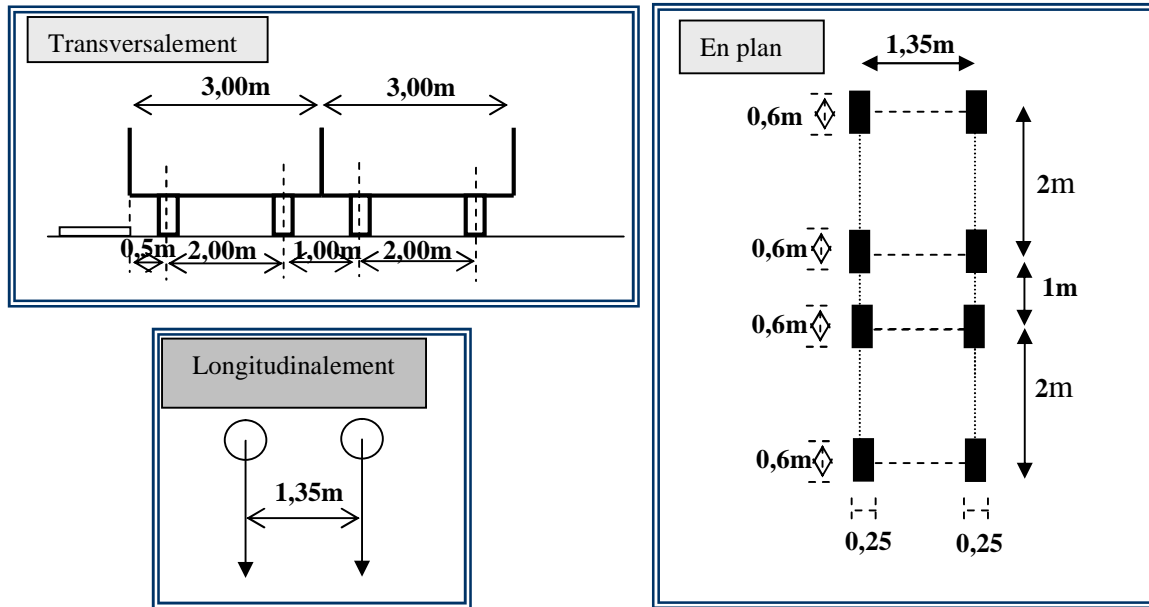 Transversalement
3,00m 3,00m
0,5m 2,00m 1,00m 2,00m
Longitudinalement
1,35m
En plan
1,35m
0,6m
2m
0,6m
1m
0,6m
2m
0,6m
0,25 0,25